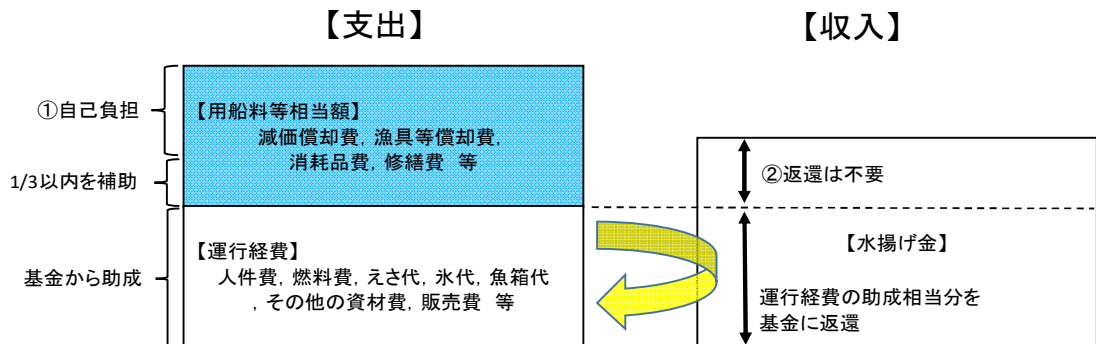 【支出】
【収入】
①自己負担
1/3以内を補助
基金から助成
【用船料等相当額】
減価償却費，漁具等償却費，
消耗品費，修繕費 等
【運行経費】
人件費，燃料費，えさ代，氷代，魚箱代
，その他の資材費，販売費 等
②返還は不要
【水揚げ金】
運行経費の助成相当分を
基金に返還